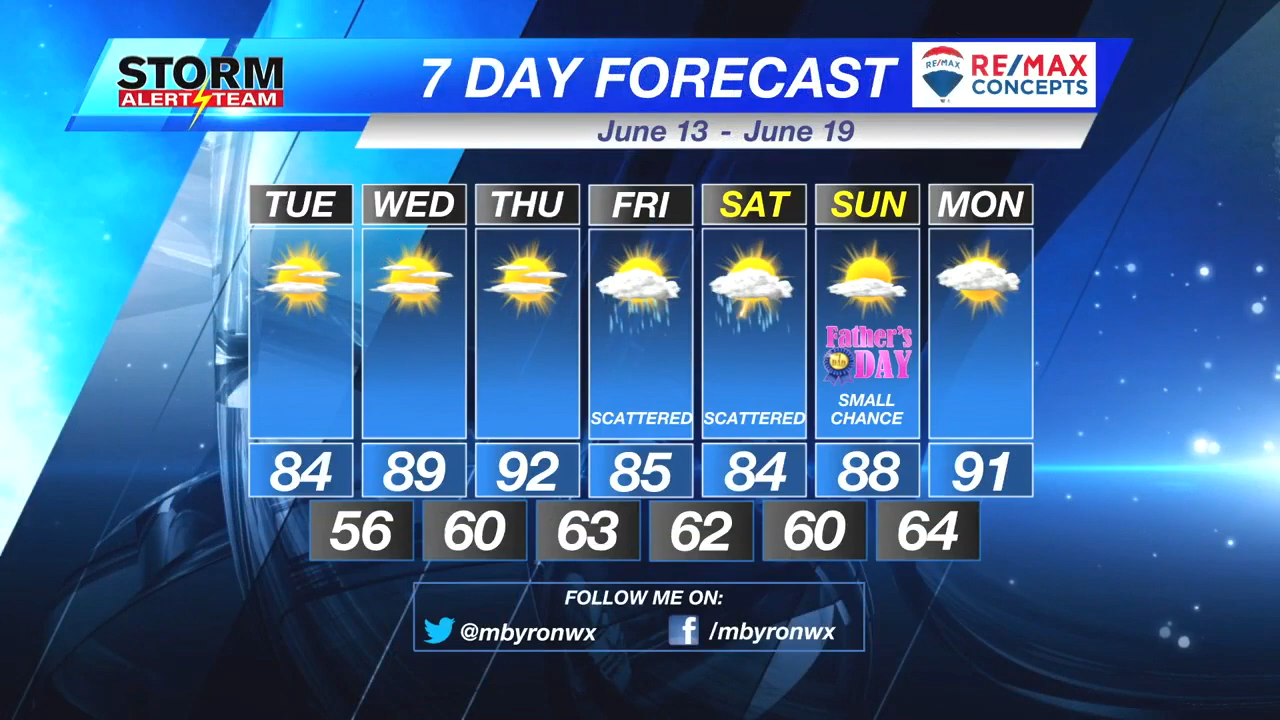 STORM
ALERT TEAM
7 DAY FORECAST
RE/MAX
RE/MAX
CONCEPTS
June 13 - June 19
TUE WED THU FRI SAT SUN MON
Father's
DAY
SCATTERED SCATTERED SMALL
CHANCE
84 89 92 85 84 88 91
56 60 63 62 60 64
FOLLOW ME ON:
@mbyronwx f /mbyronwx